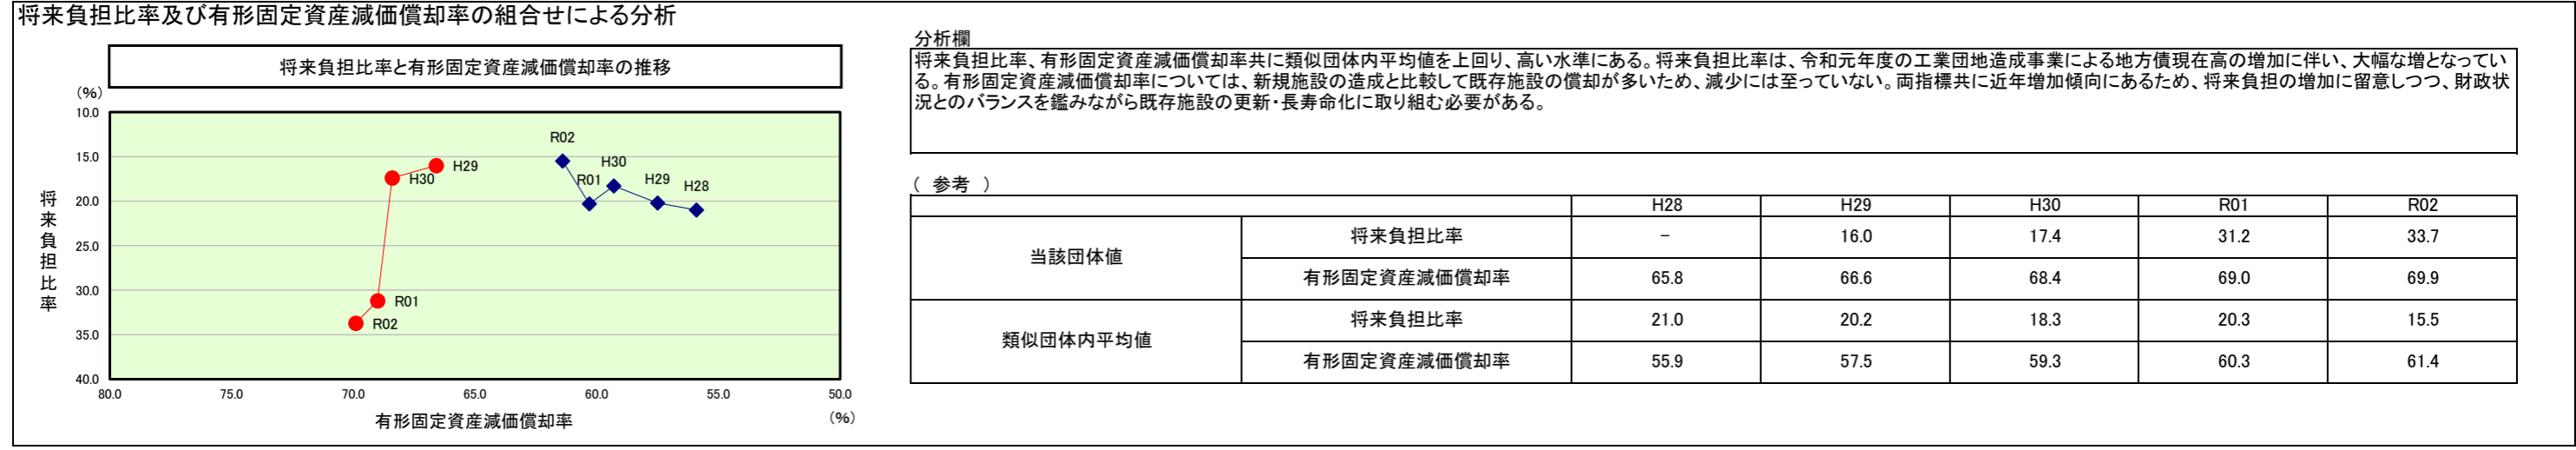 将来負担比率及び有形固定資産減価償却率の組合せによる分析
将来負担比率と有形固定資産減価償却率の推移
(%)
10.0
15.0
20.0
25.0
30.0
35.0
40.0
将来負担比率
80.0 75.0 70.0 65.0 60.0 55.0 50.0
有形固定資産減価償却率
(%)
H29
H30
R01
R02
R02
R01
H30
H29
H28
分析欄
将来負担比率、有形固定資産減価償却率共に類似団体内平均値を上回り、高い水準にある。将来負担比率は、令和元年度の工業団地造成事業による地方債現在高の増加に伴い、大幅な増となってい
る。有形固定資産減価償却率については、新規施設の造成と比較して既存施設の償却が多いため、減少には至っていない。両指標共に近年増加傾向にあるため、将来負担の増加に留意しつつ、財政状
況とのバランスを鑑みながら既存施設の更新・長寿命化に取り組む必要がある。
( 参考 )
H28 H29 H30 R01 R02
当該団体値
将来負担比率 - 16.0 17.4 31.2 33.7
有形固定資産減価償却率 65.8 66.6 68.4 69.0 69.9
類似団体内平均値
将来負担比率 21.0 20.2 18.3 20.3 15.5
有形固定資産減価償却率 55.9 57.5 59.3 60.3 61.4